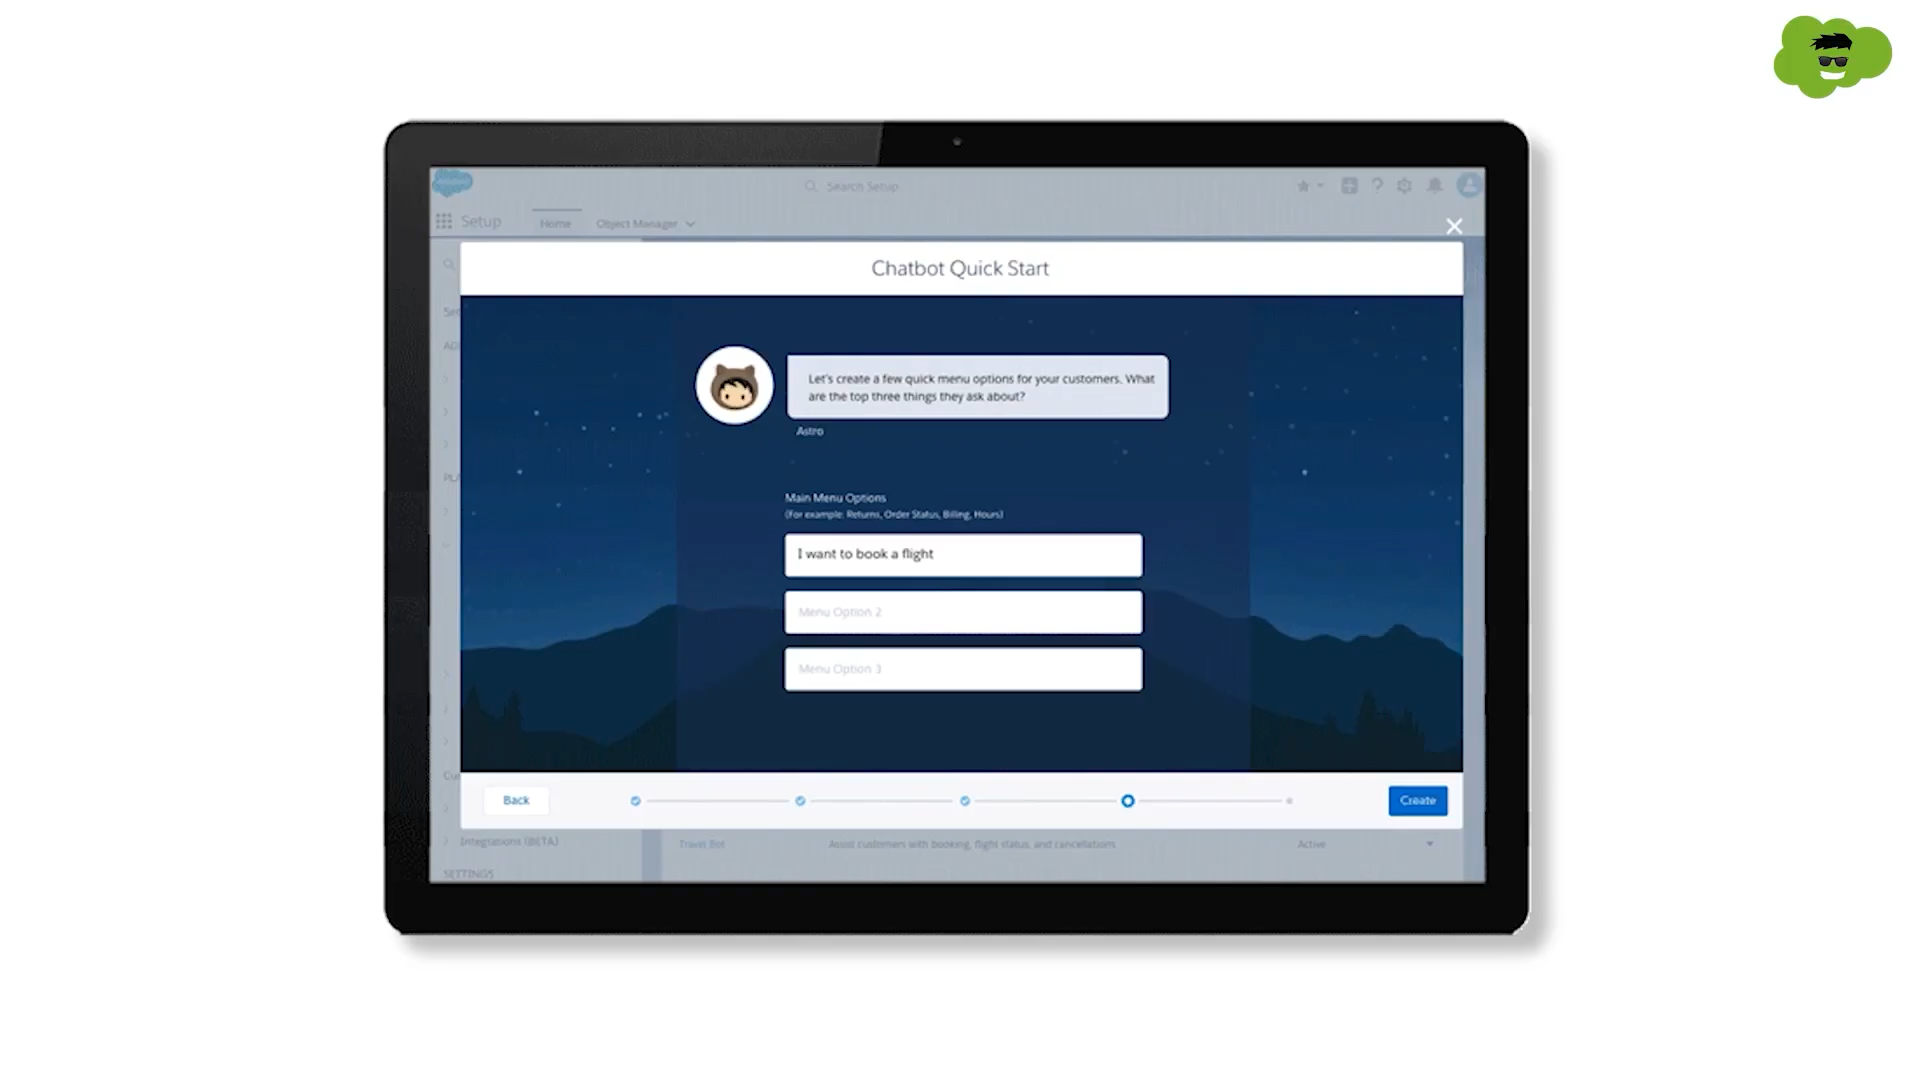 Search Setup
Setup Home Object Manager
Chatbot Quick Start
Let's create a few quick menu options for your customers. What
are the top three things they ask about?
Astro
Main Menu Options
(For example: Returns, Order Status, Billing, Hours)
I want to book a flight
Menu Option 2
Menu Option 3
Back
Create
Integrations (BETA)
Travel Bot Assist customers with booking, flight status, and cancellations Active
SETTINGS